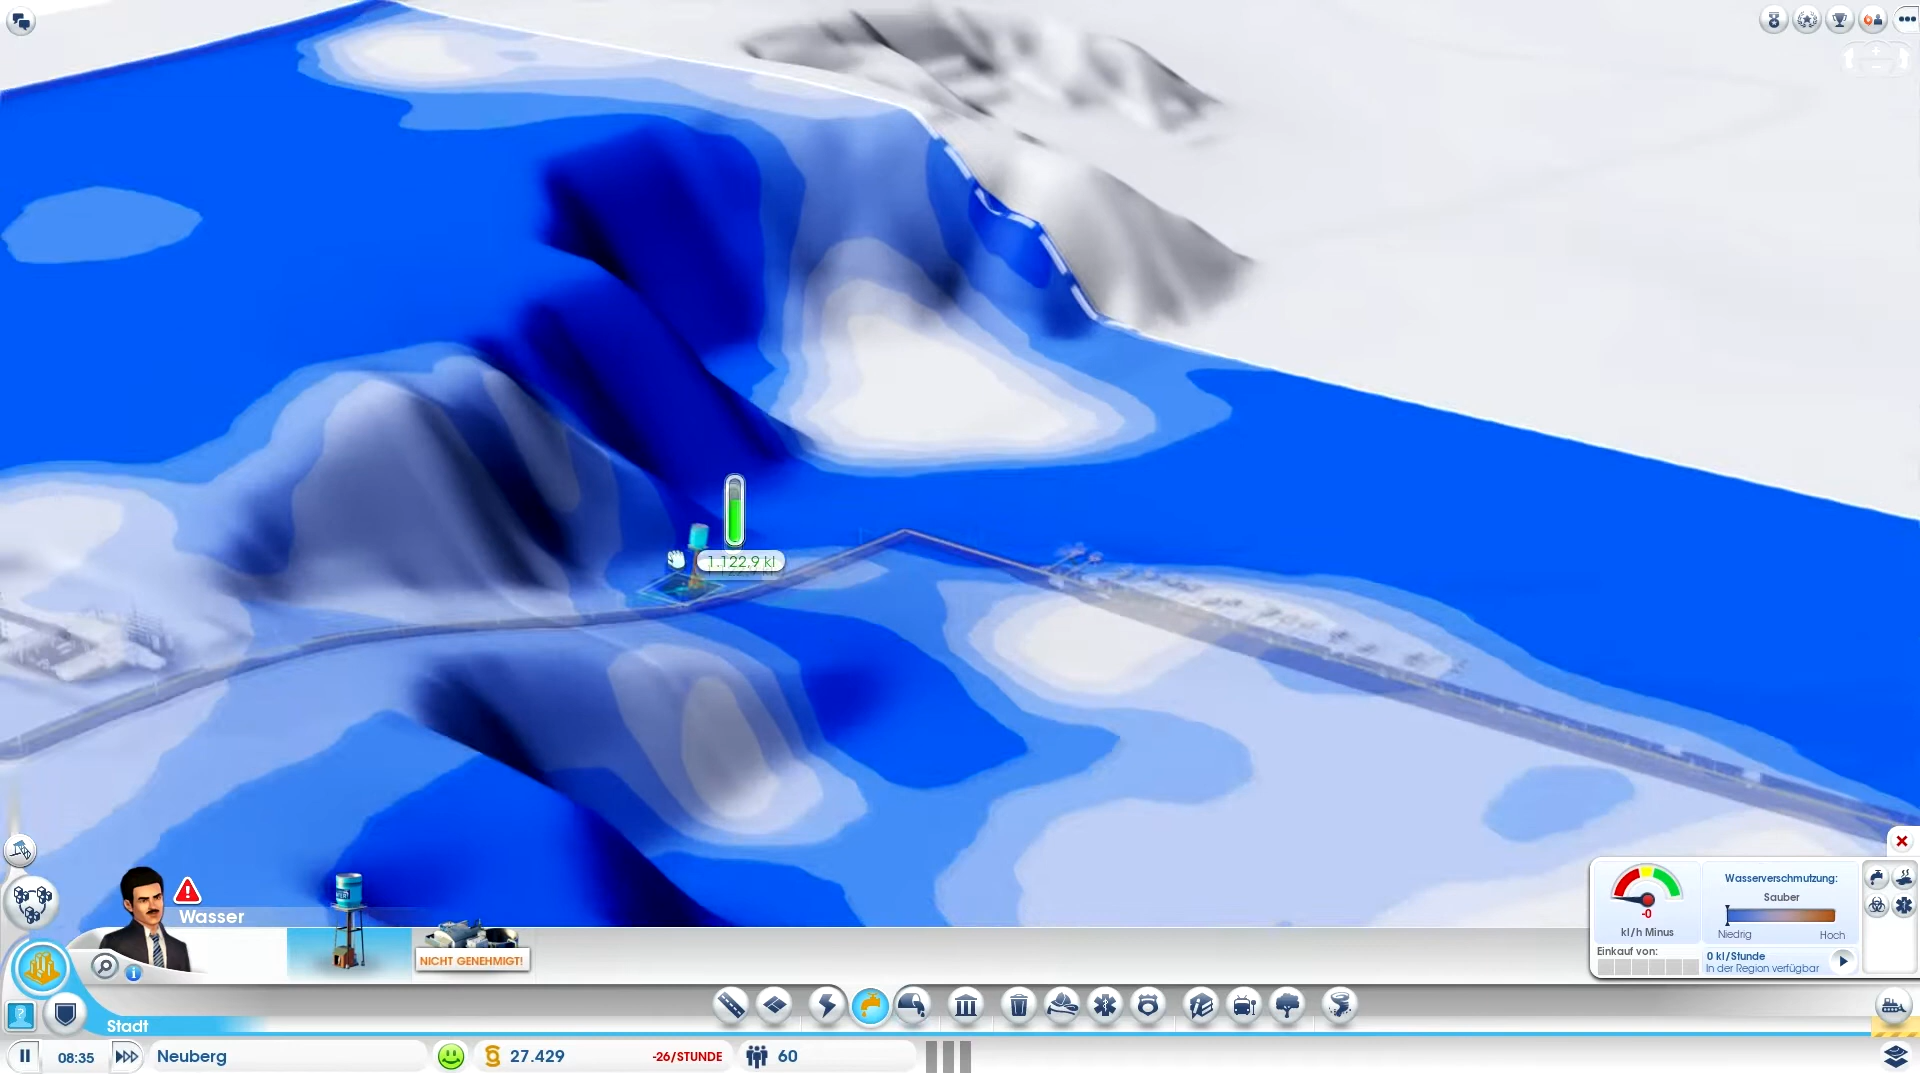 1.122,9 kl
Wasser
NICHT GENEHMIGT!
-0
kl/h Minus
Wasserverschmutzung:
Sauber
Niedrig
Hoch
Einkauf von:
0 kl/Stunde
In der Region verfügbar
Stadt
08:35
Neuberg
27.429
-26/STUNDE
60